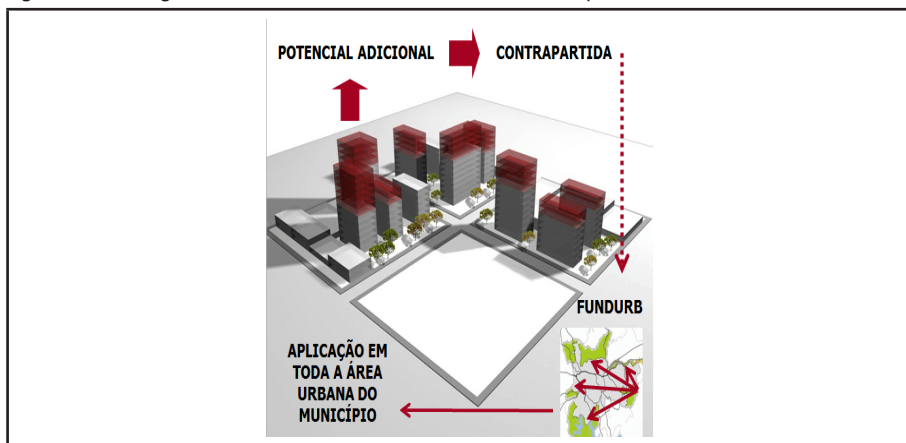 POTENCIAL ADICIONAL
CONTRAPARTIDA
FUNDURB
APLICAÇÃO EM
TODA A ÁREA
URBANA DO
MUNICÍPIO